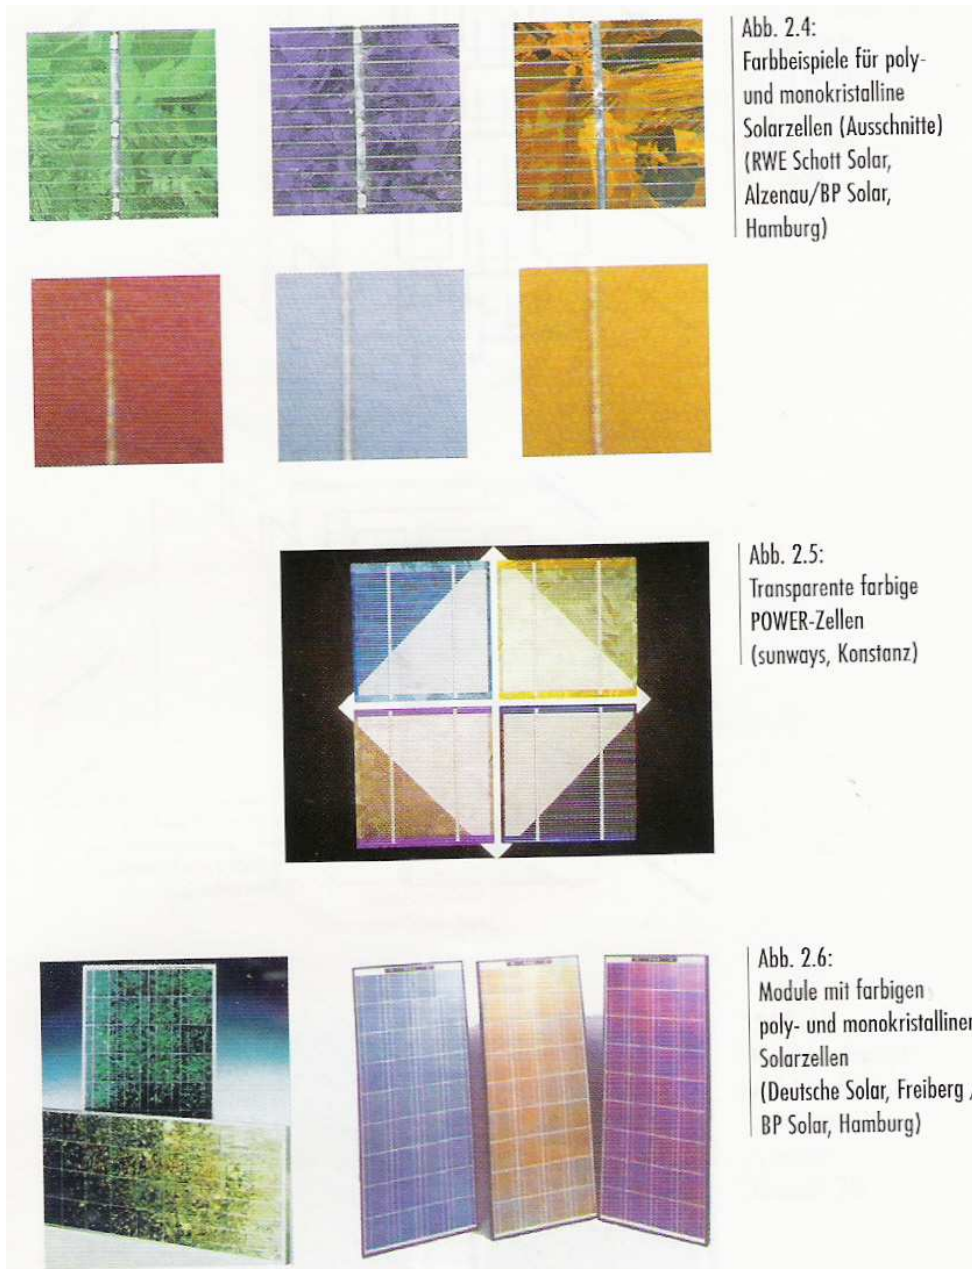 Abb. 2.4:
Farbbeispiele für poly-
und monokristalline
Solarzellen (Ausschnitte)
(RWE Schott Solar,
Alzenau/BP Solar,
Hamburg)
Abb. 2.5:
Transparente farbige
POWER-Zellen
(sunways, Konstanz)
Abb. 2.6:
Module mit farbigen
poly- und monokristalliner
Solarzellen
(Deutsche Solar, Freiberg /
BP Solar, Hamburg)